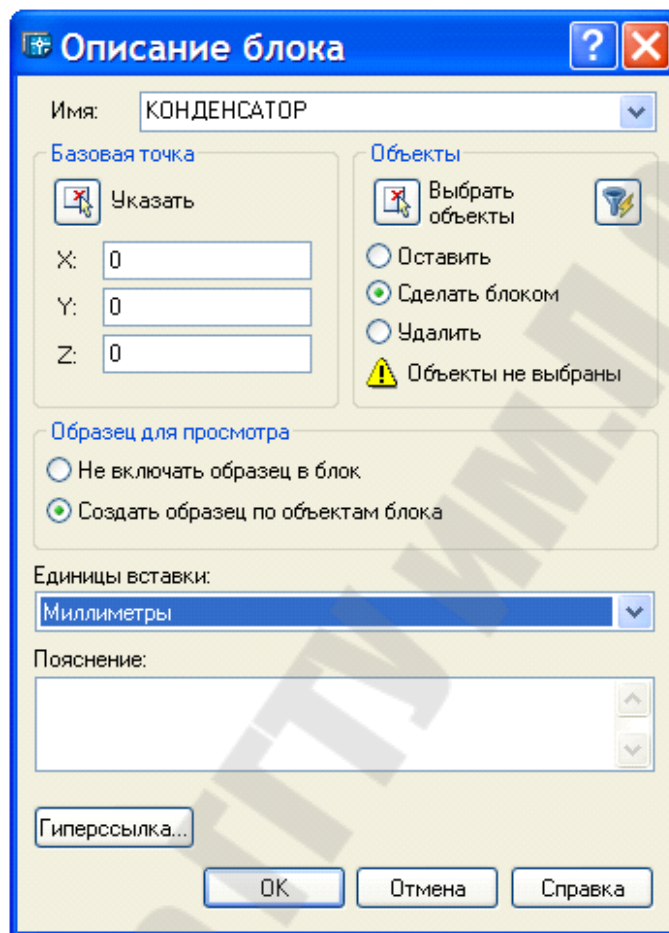 Описание блока
Имя: КОНДЕНСАТОР
Базовая точка
Указать
X: 0
Y: 0
Z: 0
Объекты
Выбрать
объекты
Оставить
Сделать блоком
Удалить
Объекты не выбраны
Образец для просмотра
Не включать образец в блок
Создать образец по объектам блока
Единицы вставки:
Миллиметры
Пояснение:
Гиперссылка...
OK Отмена Справка
ГГТУ ИМ.П.О